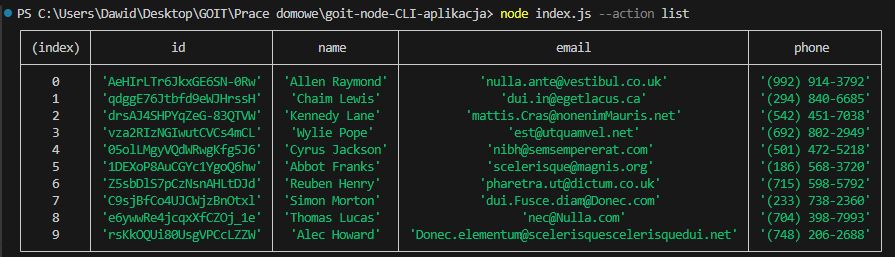 PS C:\Users\Dawid\Desktop\GOIT\Prace domowe\goit-node-CLI-aplikacja> node index.js --action list
(index) id name email phone
0 'AeHIrLTr6JkxGE6SN-0Rw' 'Allen Raymond' 'nulla.ante@vestibul.co.uk' '(992) 914-3792'
1 'qdggE76Jtbfd9eWJHrssH' 'Chaim Lewis' 'dui.in@egetlacus.ca' '(294) 840-6685'
2 'drsAJ4SHPYqZeG-83QTVW' 'Kennedy Lane' 'mattis.Cras@nonenimMauris.net' '(542) 451-7038'
3 'vza2RIzNGIwutCVCs4mCL' 'Wylie Pope' 'est@utquamvel.net' '(692) 802-2949'
4 '05olLMgyVQdWRwgKfg5J6' 'Cyrus Jackson' 'nibh@semsempererat.com' '(501) 472-5218'
5 '1DEXoP8AuCGYc1YgoQ6hw' 'Abbot Franks' 'scelerisque@magnis.org' '(186) 568-3720'
6 'Z5sbDlS7pCzNsnAHLtDJd' 'Reuben Henry' 'pharetra.ut@dictum.co.uk' '(715) 598-5792'
7 'C9sjBfCo4UJCWjzBnOtxl' 'Simon Morton' 'dui.Fusce.diam@Donec.com' '(233) 738-2360'
8 'e6ywwRe4jcqxXfCZOj_1e' 'Thomas Lucas' 'nec@Nulla.com' '(704) 398-7993'
9 'rsKkOQUi80UsgVPCcLZZW' 'Alec Howard' 'Donec.elementum@scelerisquescelerisquedui.net' '(748) 206-2688'